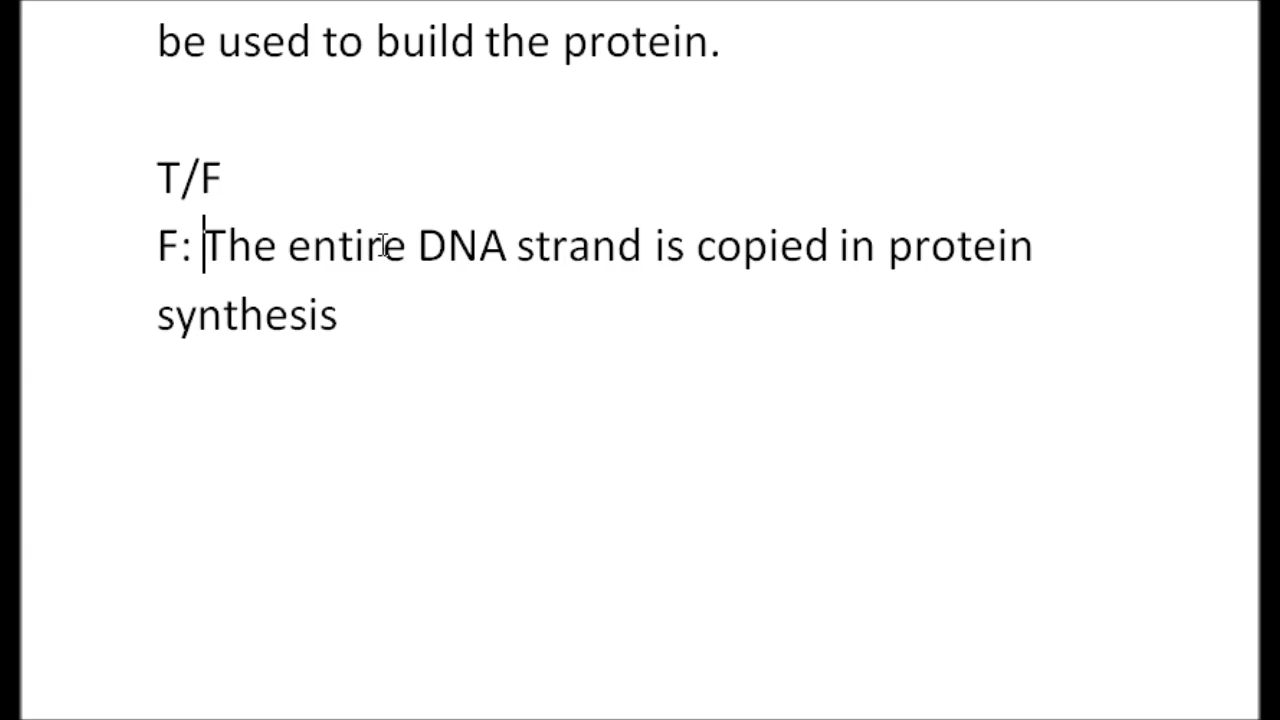 be used to build the protein.
T/F
F: The entire DNA strand is copied in protein
synthesis